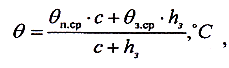 θ = (θп.ср · c + θз.ср · hз) / (c + hз), °C ,